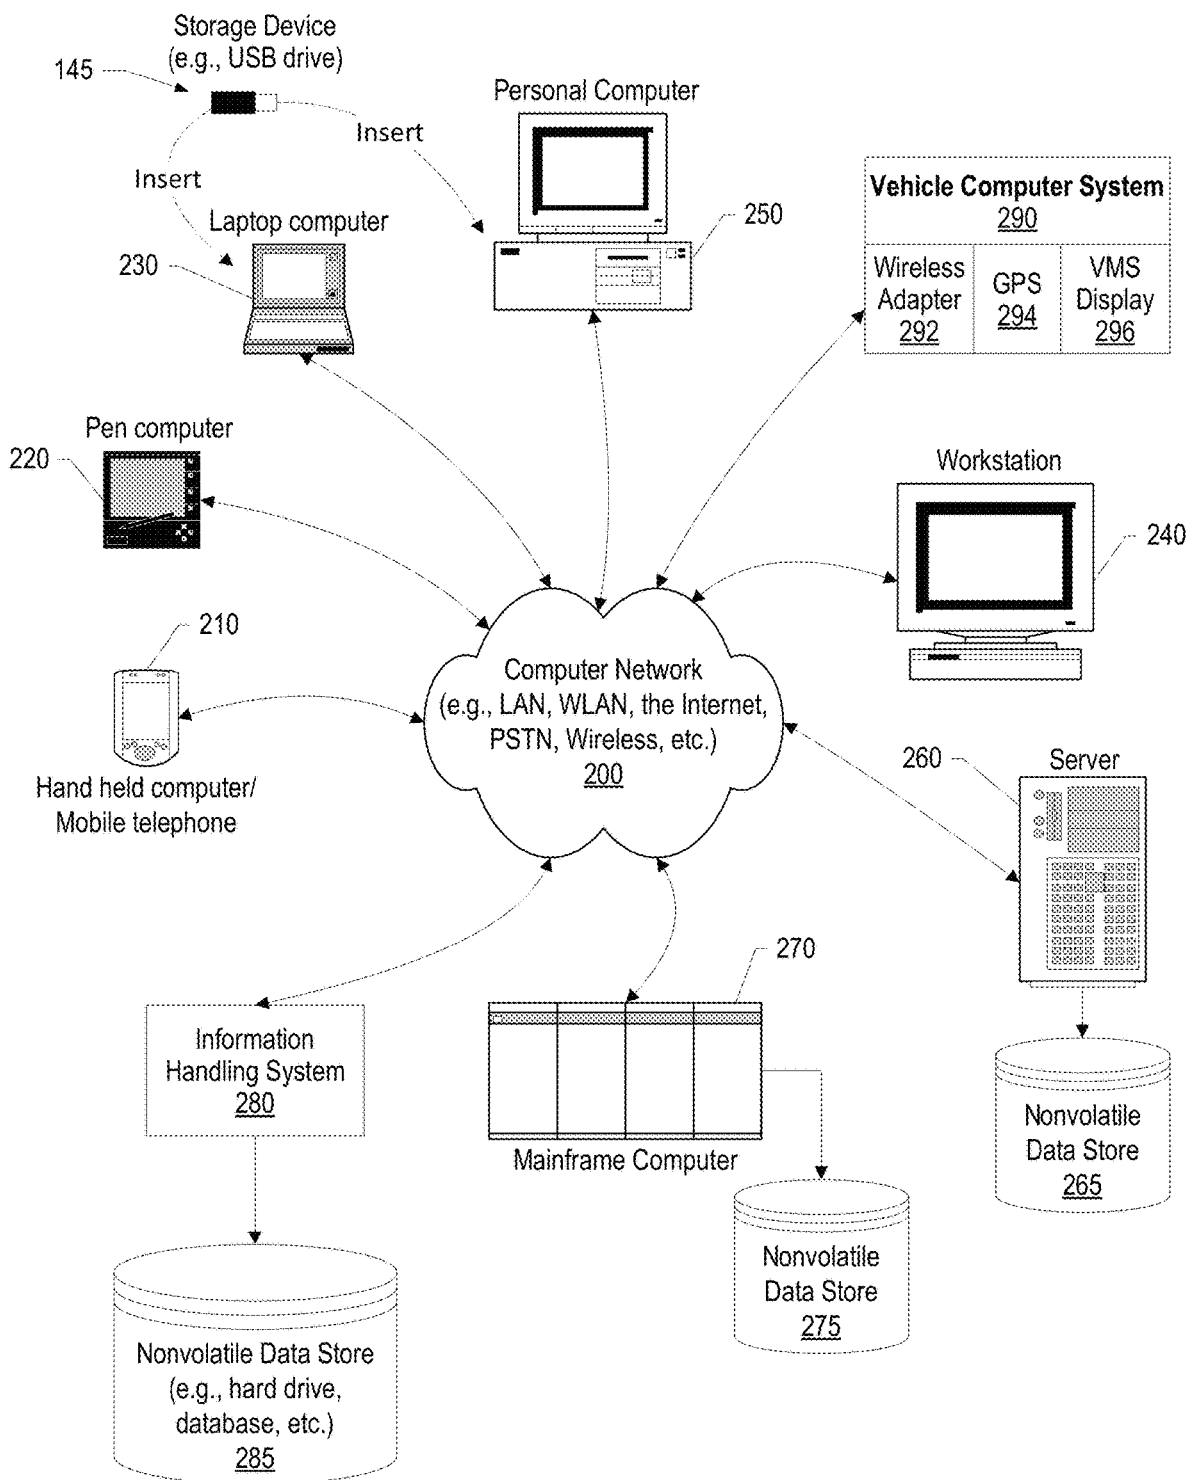 Storage Device
(e.g., USB drive)
145
Insert
Insert
Personal Computer
250
Laptop computer
230
Vehicle Computer System
290
Wireless
Adapter
292
GPS
294
VMS
Display
296
Pen computer
220
Workstation
240
210
Hand held computer/
Mobile telephone
Computer Network
(e.g., LAN, WLAN, the Internet,
PSTN, Wireless, etc.)
200
260
Server
Nonvolatile
Data Store
265
270
Mainframe Computer
Nonvolatile
Data Store
275
Information
Handling System
280
Nonvolatile Data Store
(e.g., hard drive,
database, etc.)
285